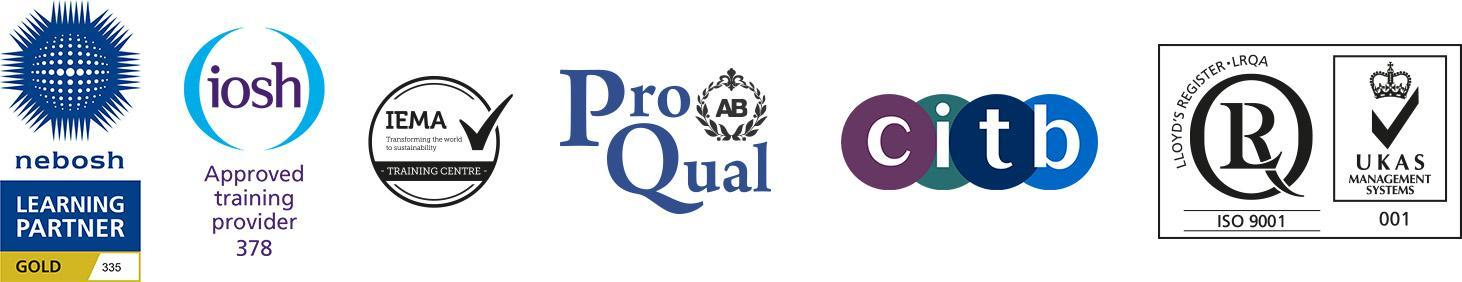 nebosh
LEARNING
PARTNER
GOLD 335
iosh
Approved
training
provider
378
IEMA
Transforming the world
to sustainability
- TRAINING CENTRE -
Pro
AB
Qual
citb
LLOYD'S REGISTER • LRQA
LRQ
ISO 9001
UKAS
MANAGEMENT
SYSTEMS
001